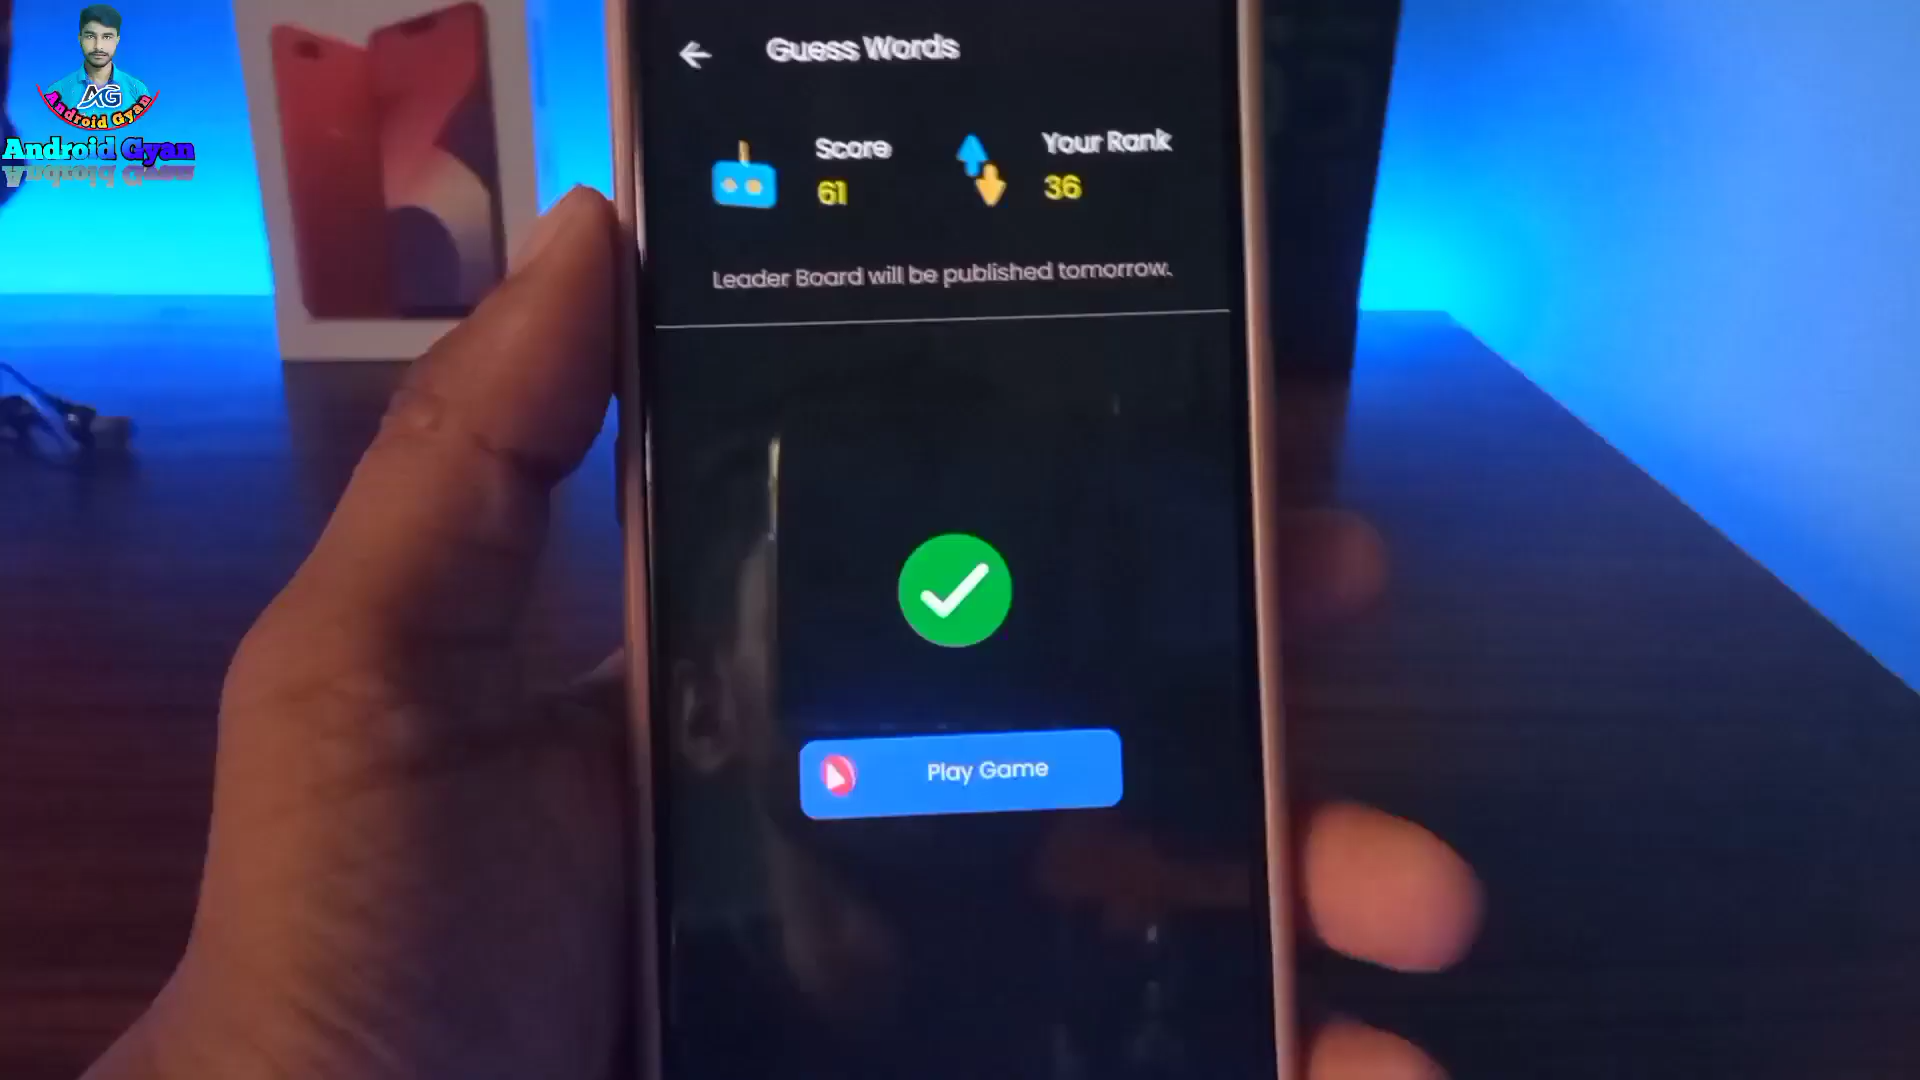 AG
Android Gyan
Android Gyan
Guess Words
Score
61
Your Rank
36
Leader Board will be published tomorrow.
Play Game